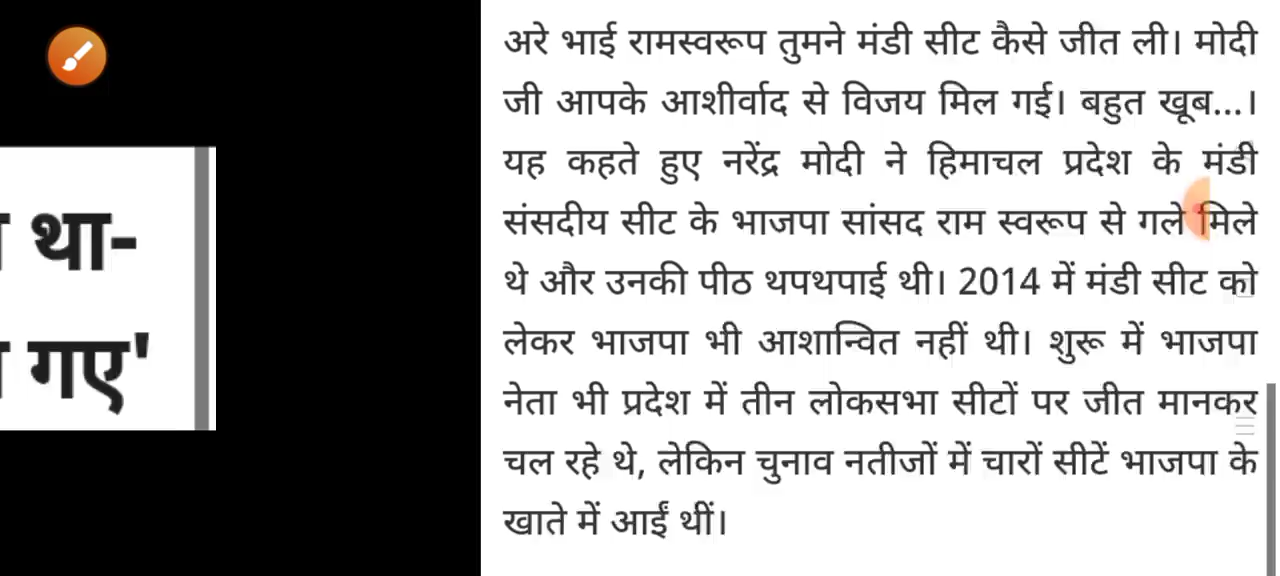 था-
गए'
अरे भाई रामस्वरूप तुमने मंडी सीट कैसे जीत ली। मोदी
जी आपके आशीर्वाद से विजय मिल गई। बहुत खूब...।
यह कहते हुए नरेंद्र मोदी ने हिमाचल प्रदेश के मंडी
संसदीय सीट के भाजपा सांसद राम स्वरूप से गले मिले
थे और उनकी पीठ थपथपाई थी। 2014 में मंडी सीट को
लेकर भाजपा भी आशान्वित नहीं थी। शुरू में भाजपा
नेता भी प्रदेश में तीन लोकसभा सीटों पर जीत मानकर
चल रहे थे, लेकिन चुनाव नतीजों में चारों सीटें भाजपा के
खाते में आईं थीं।